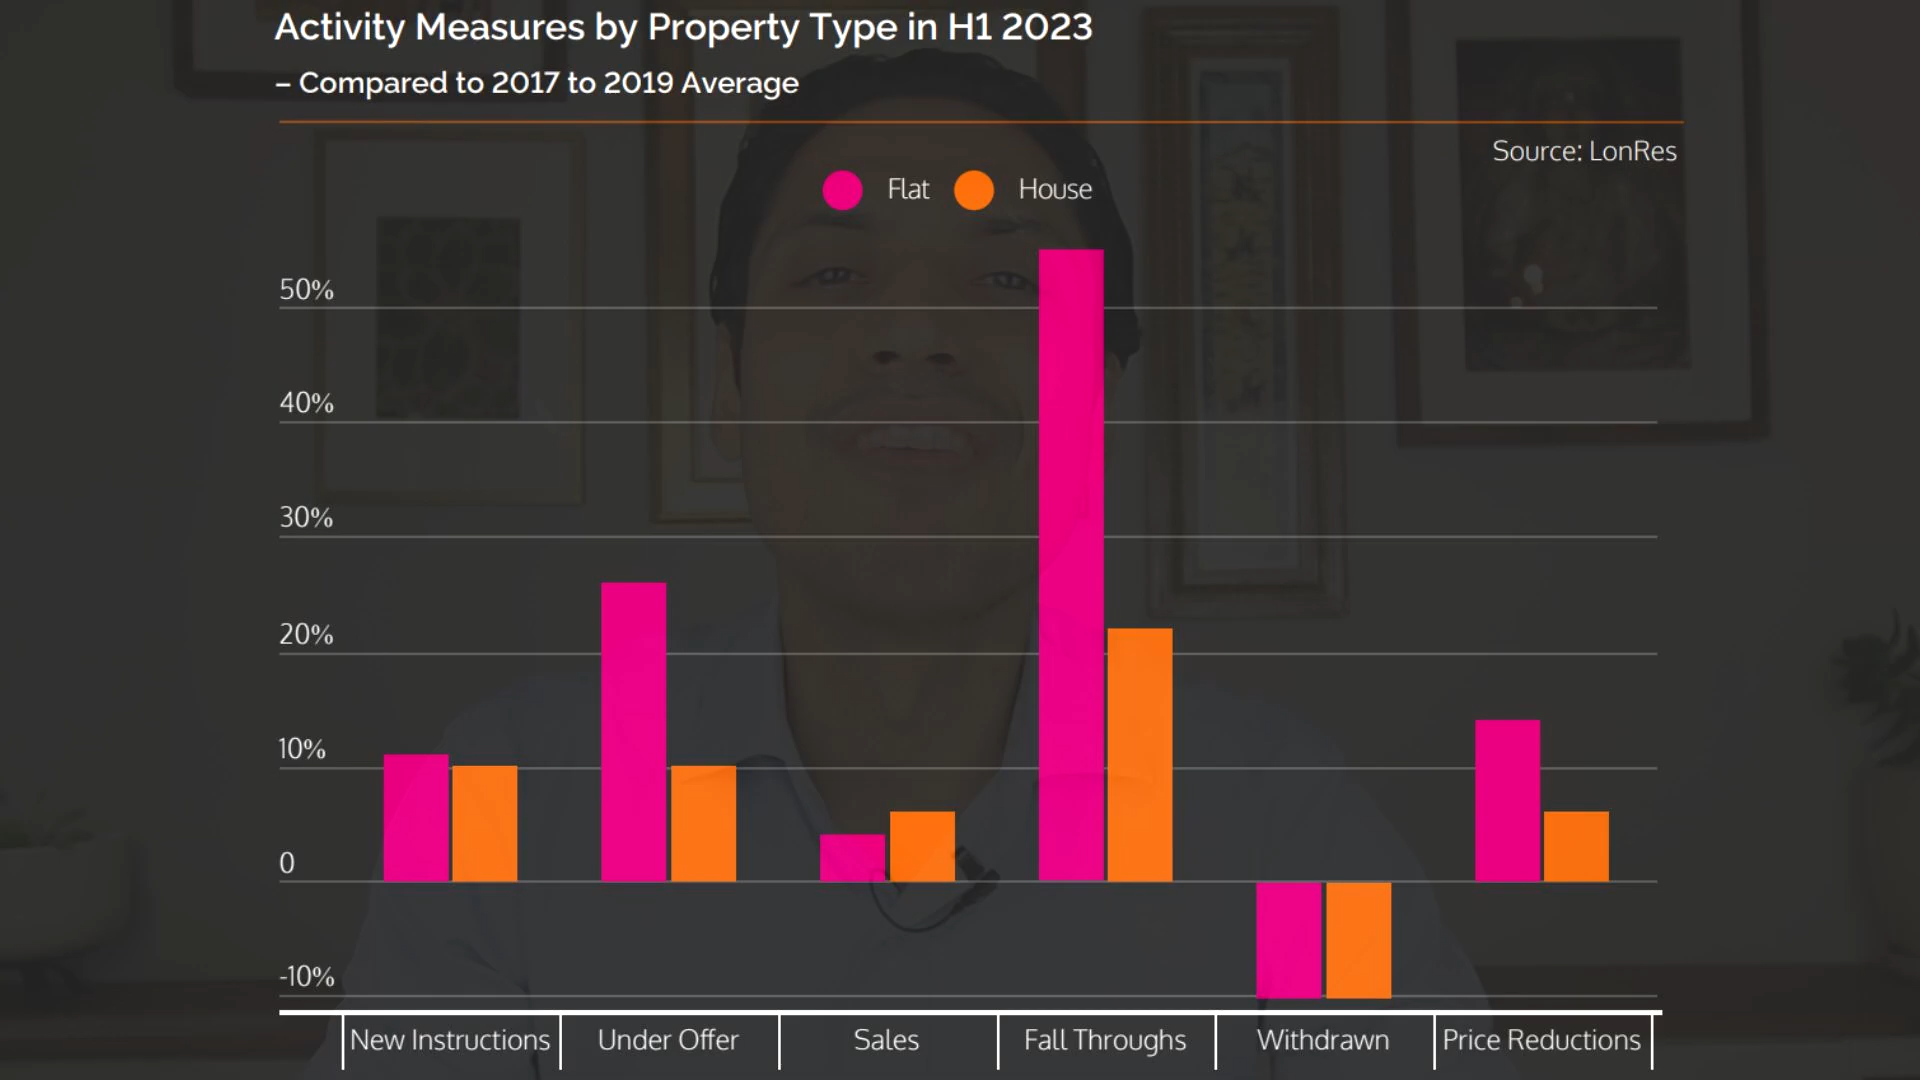 Activity Measures by Property Type in H1 2023
– Compared to 2017 to 2019 Average
Source: LonRes
Flat House
50%
40%
30%
20%
10%
0
-10%
New Instructions Under Offer Sales Fall Throughs Withdrawn Price Reductions